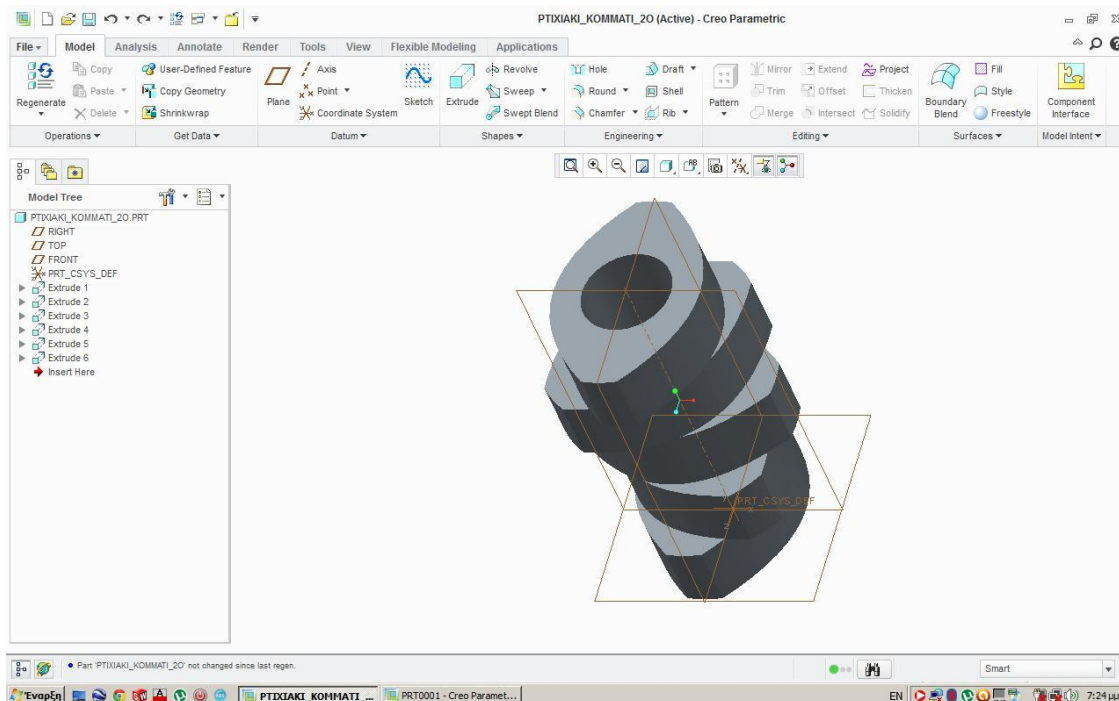 PTIXIAKI_KOMMATI_2O (Active) - Creo Parametric
File Model Analysis Annotate Render Tools View Flexible Modeling Applications
Regenerate
Copy
Paste
Delete
Operations
User-Defined Feature
Copy Geometry
Shrinkwrap
Get Data
Plane
Axis
Point
Coordinate System
Datum
Sketch
Extrude
Revolve
Sweep
Swept Blend
Shapes
Hole
Round
Chamfer
Draft
Shell
Rib
Engineering
Pattern
Mirror
Trim
Merge
Extend
Offset
Intersect
Project
Thicken
Solidify
Editing
Boundary
Blend
Fill
Style
Freestyle
Surfaces
Component
Interface
Model Intent
Model Tree
PTIXIAKI_KOMMATI_2O.PRT
RIGHT
TOP
FRONT
PRT_CSYS_DEF
Extrude 1
Extrude 2
Extrude 3
Extrude 4
Extrude 5
Extrude 6
Insert Here
PRT_CSYS_DEF
Part 'PTIXIAKI_KOMMATI_2O' not changed since last regen.
Smart
Έναρξη
PTIXIAKI_KOMMATI_...
PRT0001 - Creo Paramet...
EN
7:24 μμ